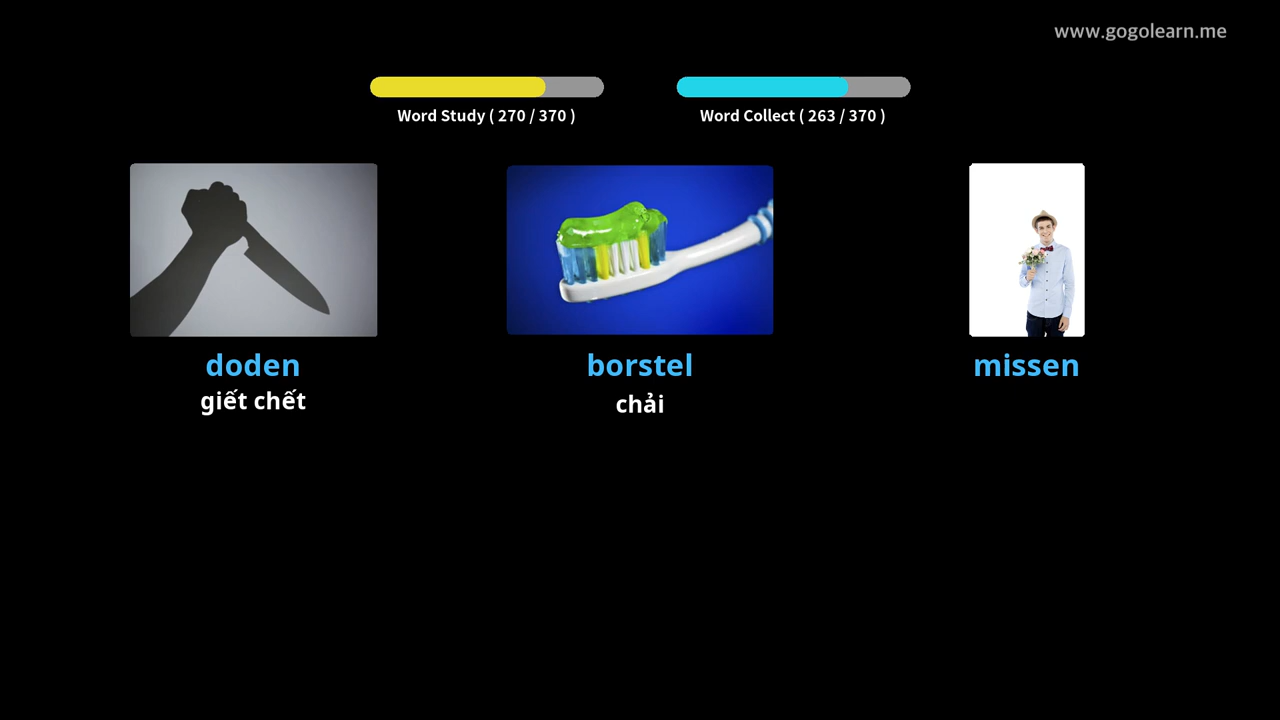 www.gogolearn.me
Word Study ( 270 / 370 )
Word Collect ( 263 / 370 )
doden
giết chết
borstel
chải
missen